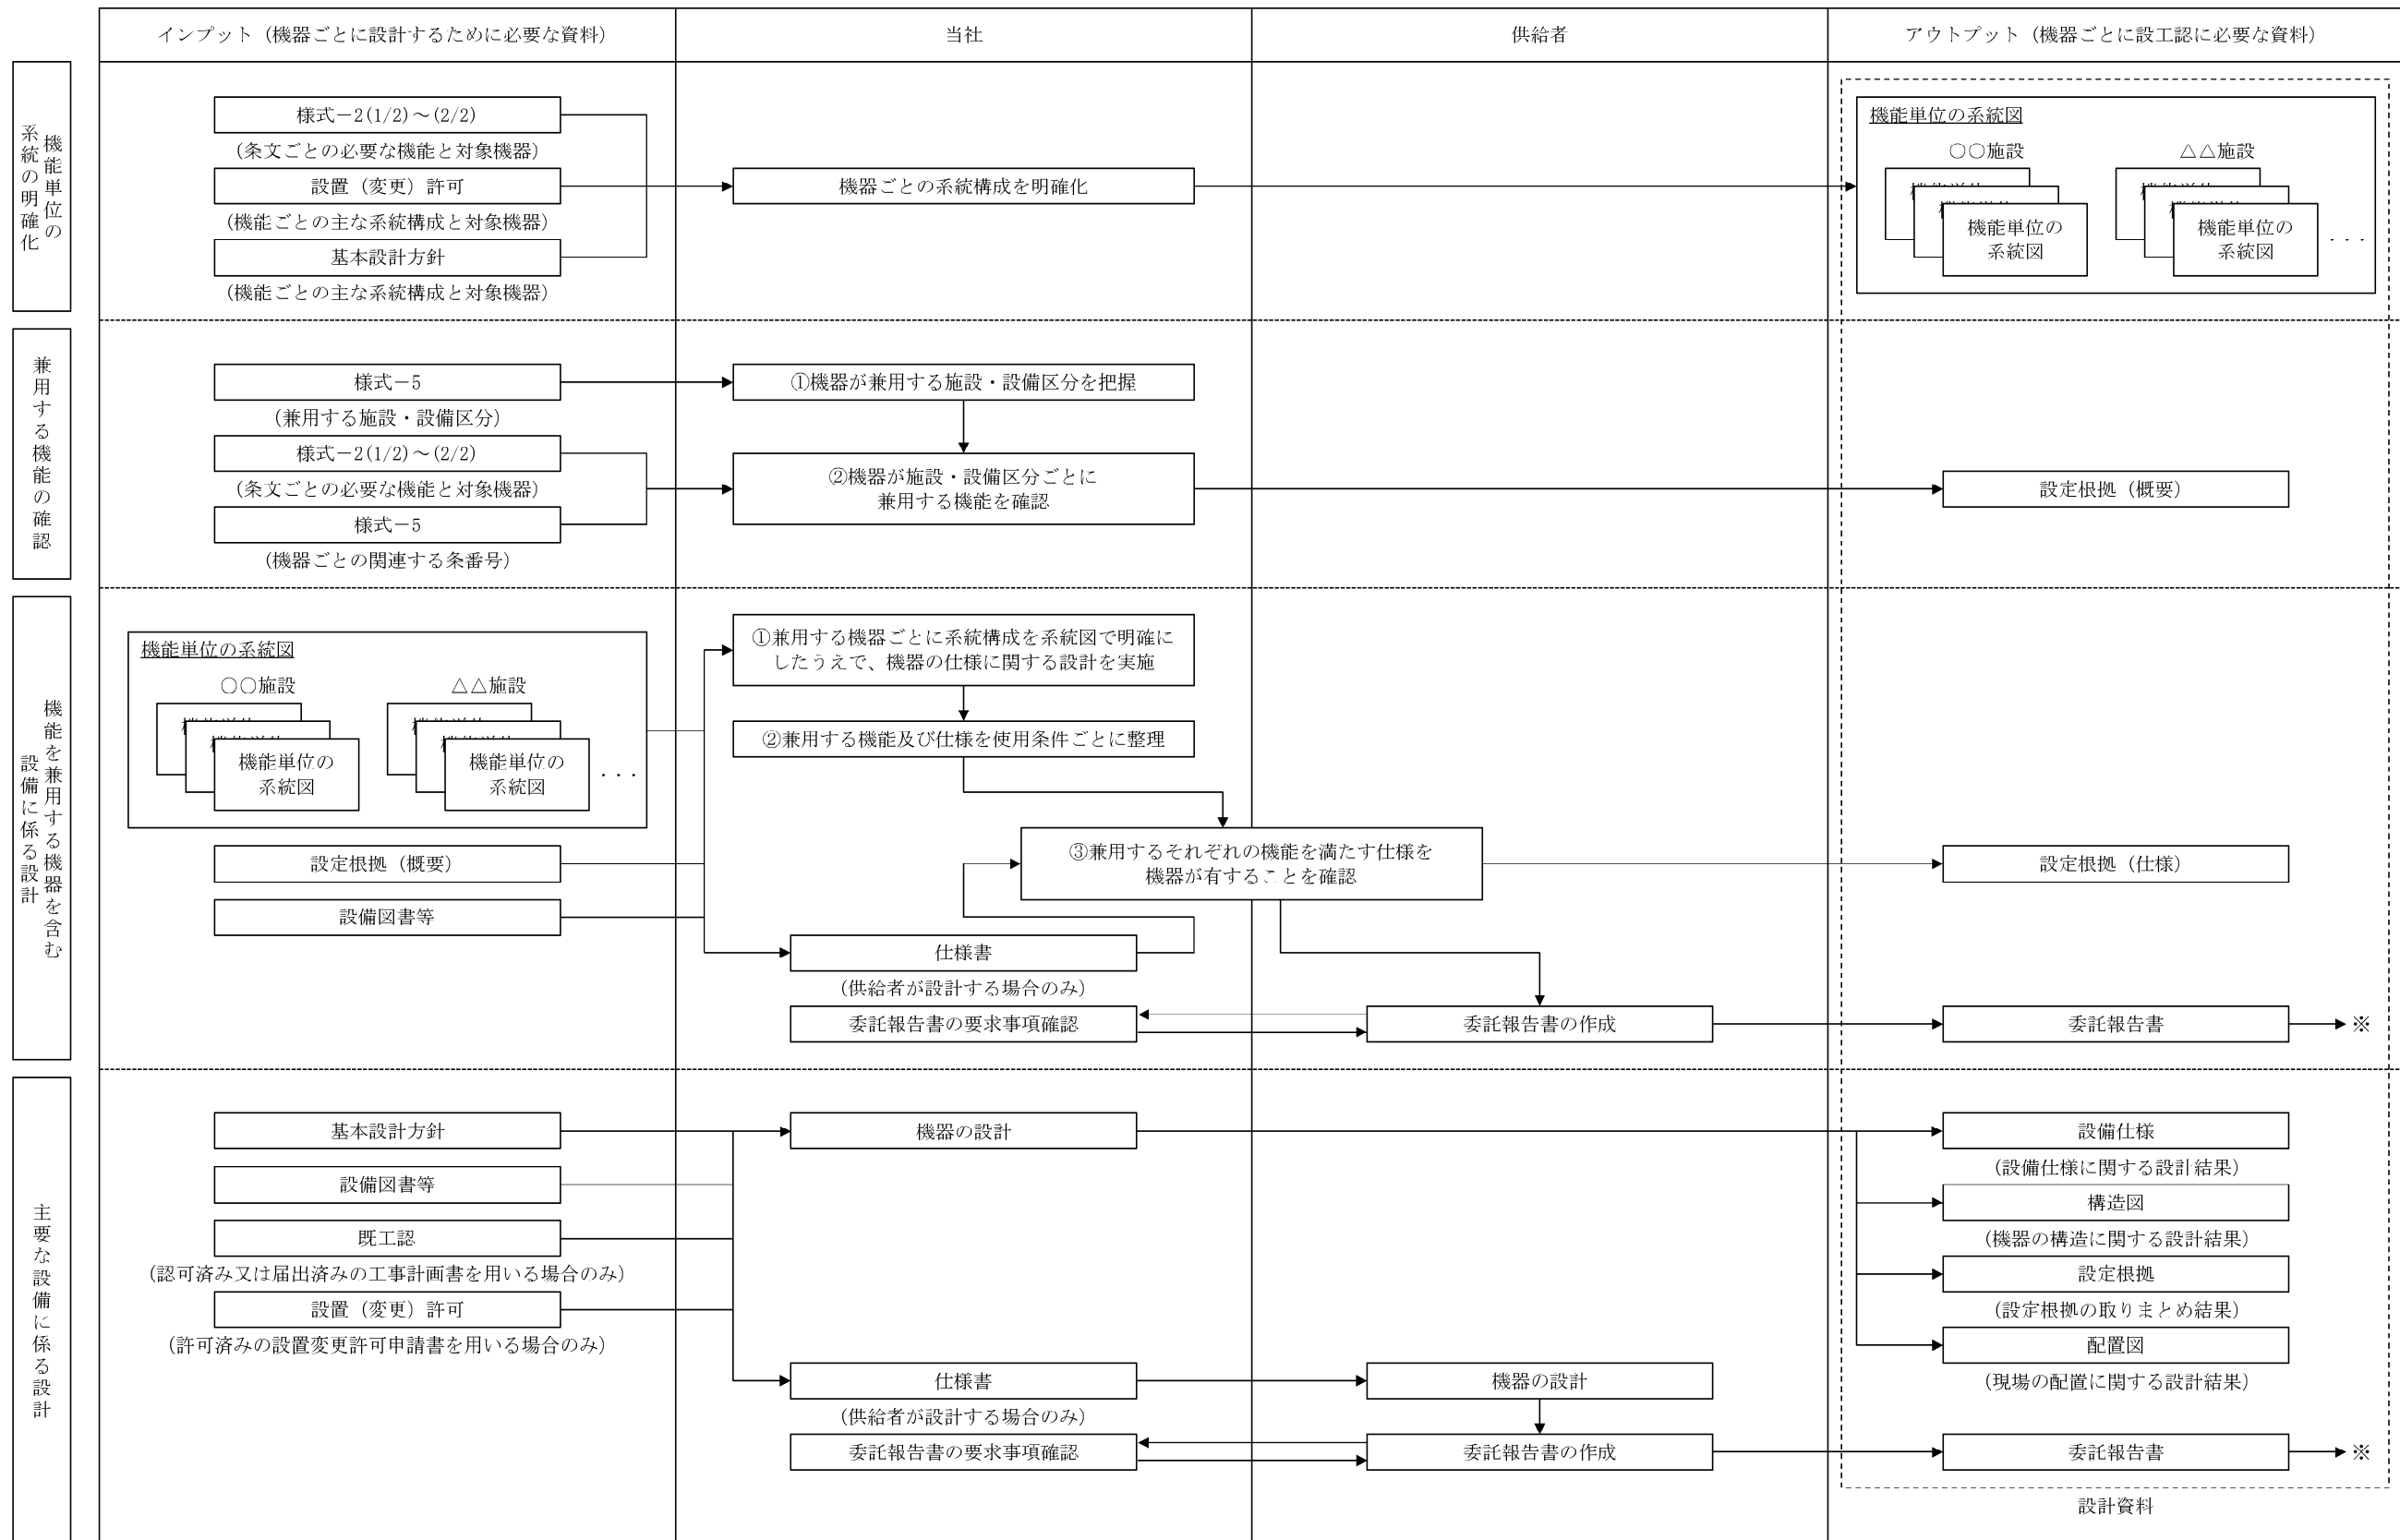 インプット（機器ごとに設計するために必要な資料）
当社
供給者
アウトプット（機器ごとに設工認に必要な資料）
機能単位の
系統の明確化
様式－2(1/2)～(2/2)
（条文ごとの必要な機能と対象機器）
設置（変更）許可
（機能ごとの主な系統構成と対象機器）
基本設計方針
（機能ごとの主な系統構成と対象機器）
機器ごとの系統構成を明確化
機能単位の系統図
○○施設
機能単位の
系統図
△△施設
機能単位の
系統図
・・・
兼用する機能の確認
様式－5
（兼用する施設・設備区分）
様式－2(1/2)～(2/2)
（条文ごとの必要な機能と対象機器）
様式－5
（機器ごとの関連する条番号）
①機器が兼用する施設・設備区分を把握
②機器が施設・設備区分ごとに
兼用する機能を確認
設定根拠（概要）
機能を兼用する機器を含む
設備に係る設計
機能単位の系統図
○○施設
機能単位の
系統図
△△施設
機能単位の
系統図
・・・
設定根拠（概要）
設備図書等
①兼用する機器ごとに系統構成を系統図で明確に
したうえで、機器の仕様に関する設計を実施
②兼用する機能及び仕様を使用条件ごとに整理
③兼用するそれぞれの機能を満たす仕様を
機器が有することを確認
設定根拠（仕様）
仕様書
（供給者が設計する場合のみ）
委託報告書の要求事項確認
委託報告書の作成
委託報告書
※
主要な設備に係る設計
基本設計方針
設備図書等
既工認
（認可済み又は届出済みの工事計画書を用いる場合のみ）
設置（変更）許可
（許可済みの設置変更許可申請書を用いる場合のみ）
機器の設計
設備仕様
（設備仕様に関する設計結果）
構造図
（機器の構造に関する設計結果）
設定根拠
（設定根拠の取りまとめ結果）
配置図
（現場の配置に関する設計結果）
仕様書
（供給者が設計する場合のみ）
機器の設計
委託報告書の要求事項確認
委託報告書の作成
委託報告書
※
設計資料